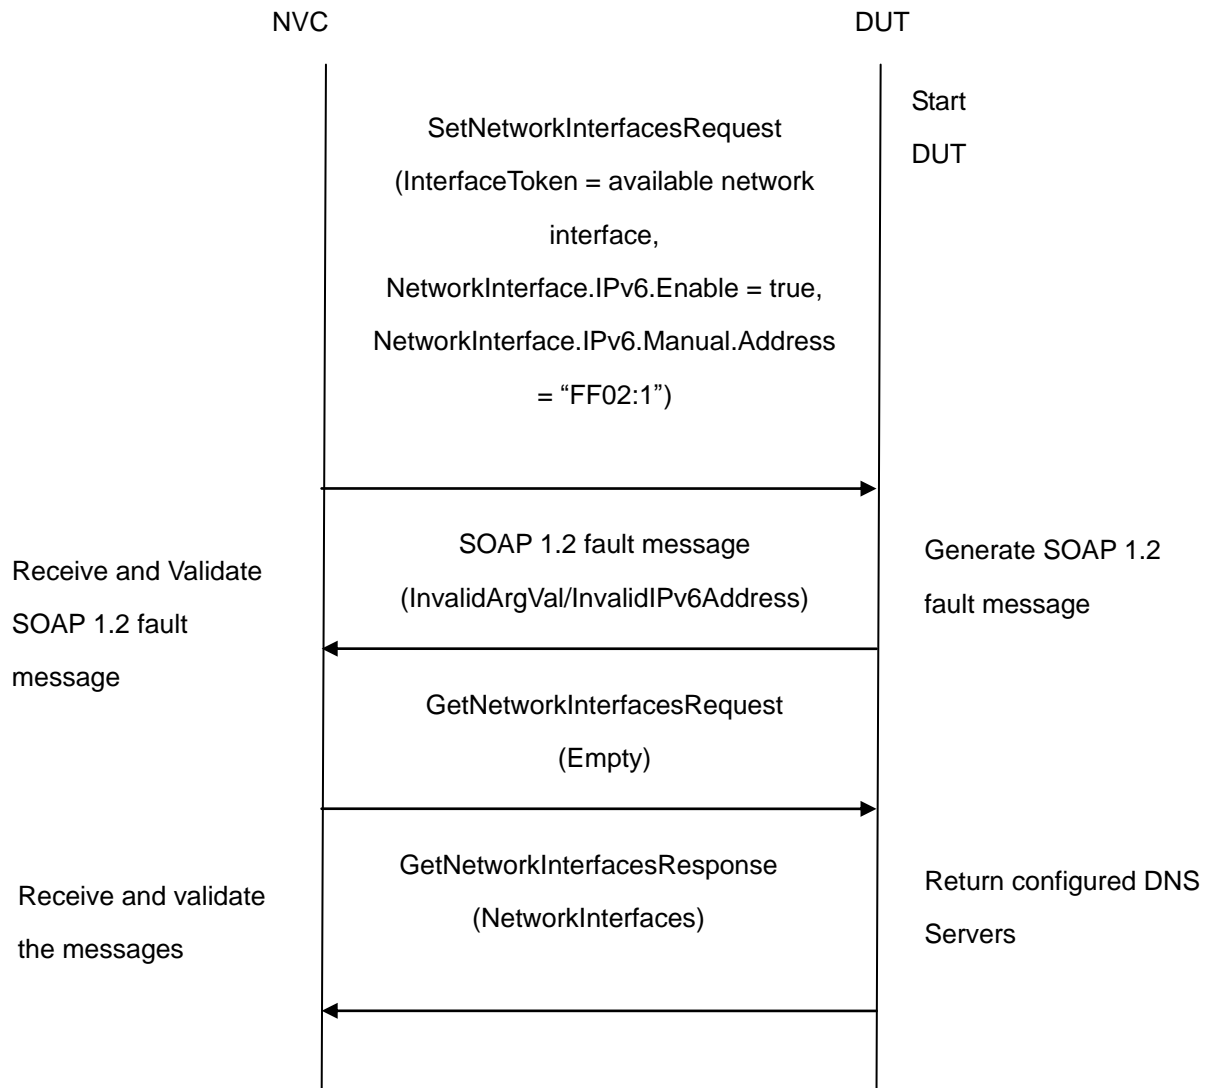 NVC
DUT
Start
DUT
SetNetworkInterfacesRequest
(InterfaceToken = available network
interface,
NetworkInterface.IPv6.Enable = true,
NetworkInterface.IPv6.Manual.Address
= “FF02:1”)
SOAP 1.2 fault message
(InvalidArgVal/InvalidIPv6Address)
Generate SOAP 1.2
fault message
Receive and Validate
SOAP 1.2 fault
message
GetNetworkInterfacesRequest
(Empty)
GetNetworkInterfacesResponse
(NetworkInterfaces)
Return configured DNS
Servers
Receive and validate
the messages